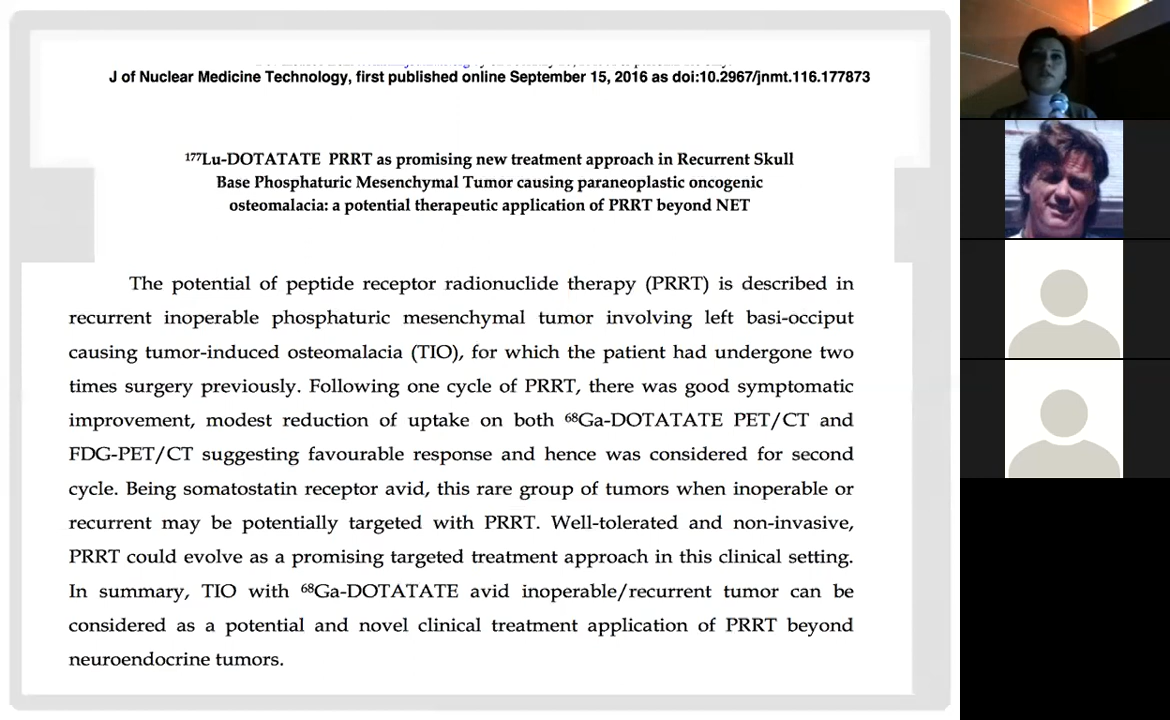 J of Nuclear Medicine Technology, first published online September 15, 2016 as doi:10.2967/jnmt.116.177873
¹⁷⁷Lu-DOTATATE PRRT as promising new treatment approach in Recurrent Skull
Base Phosphaturic Mesenchymal Tumor causing paraneoplastic oncogenic
osteomalacia: a potential therapeutic application of PRRT beyond NET
The potential of peptide receptor radionuclide therapy (PRRT) is described in
recurrent inoperable phosphaturic mesenchymal tumor involving left basi-occiput
causing tumor-induced osteomalacia (TIO), for which the patient had undergone two
times surgery previously. Following one cycle of PRRT, there was good symptomatic
improvement, modest reduction of uptake on both ⁶⁸Ga-DOTATATE PET/CT and
FDG-PET/CT suggesting favourable response and hence was considered for second
cycle. Being somatostatin receptor avid, this rare group of tumors when inoperable or
recurrent may be potentially targeted with PRRT. Well-tolerated and non-invasive,
PRRT could evolve as a promising targeted treatment approach in this clinical setting.
In summary, TIO with ⁶⁸Ga-DOTATATE avid inoperable/recurrent tumor can be
considered as a potential and novel clinical treatment application of PRRT beyond
neuroendocrine tumors.